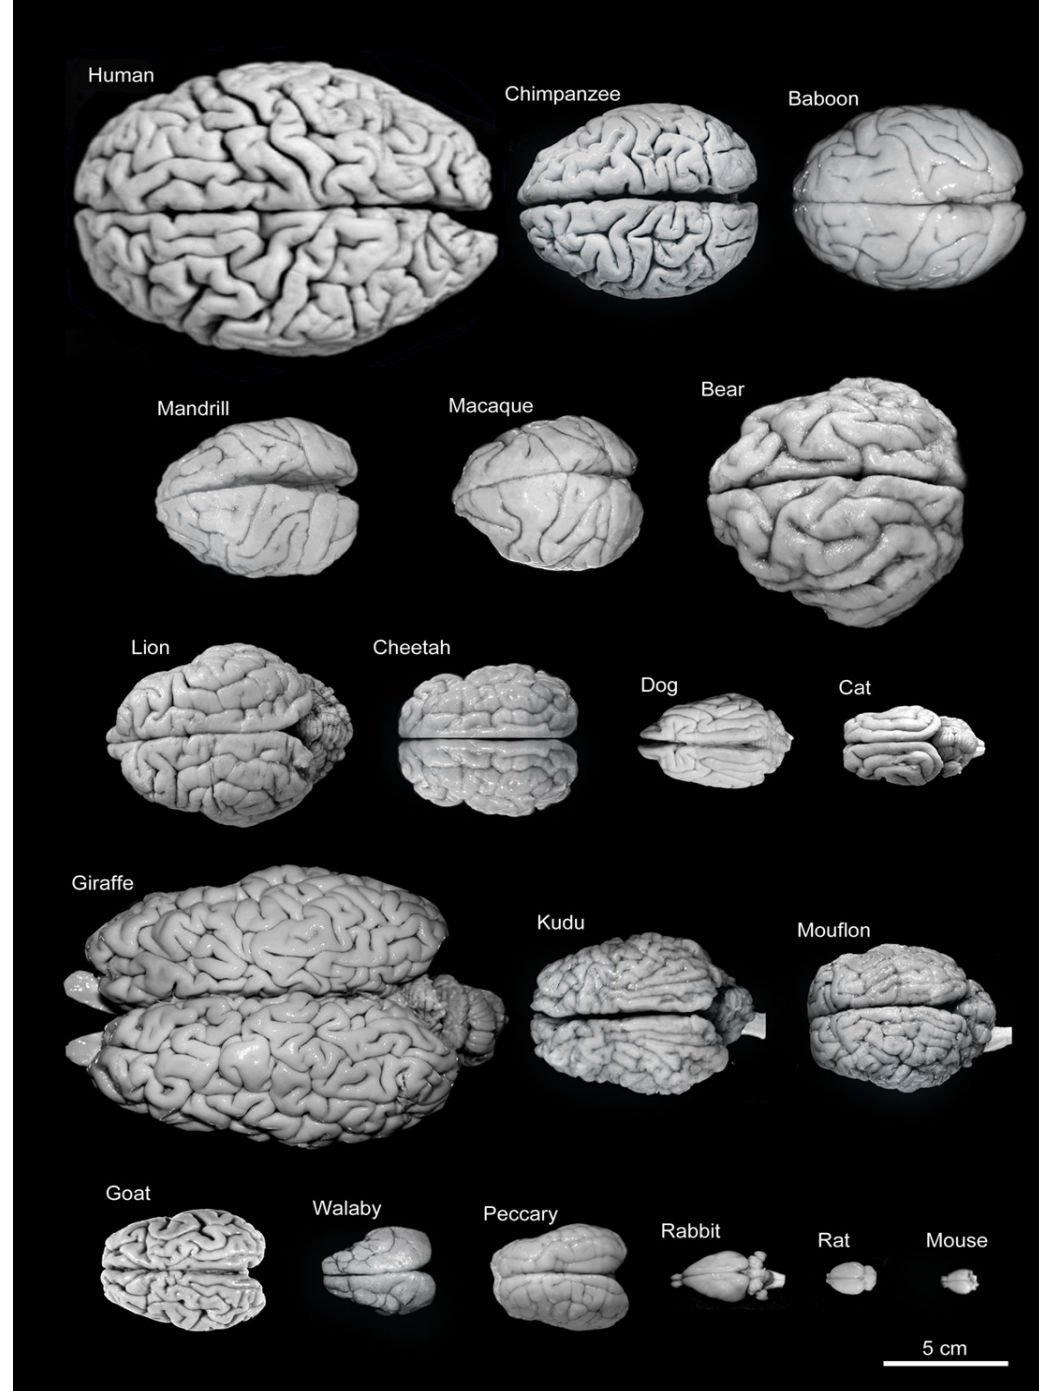 Human
Chimpanzee
Baboon
Mandrill
Macaque
Bear
Lion
Cheetah
Dog
Cat
Giraffe
Kudu
Mouflon
Goat
Walaby
Peccary
Rabbit
Rat
Mouse
5 cm